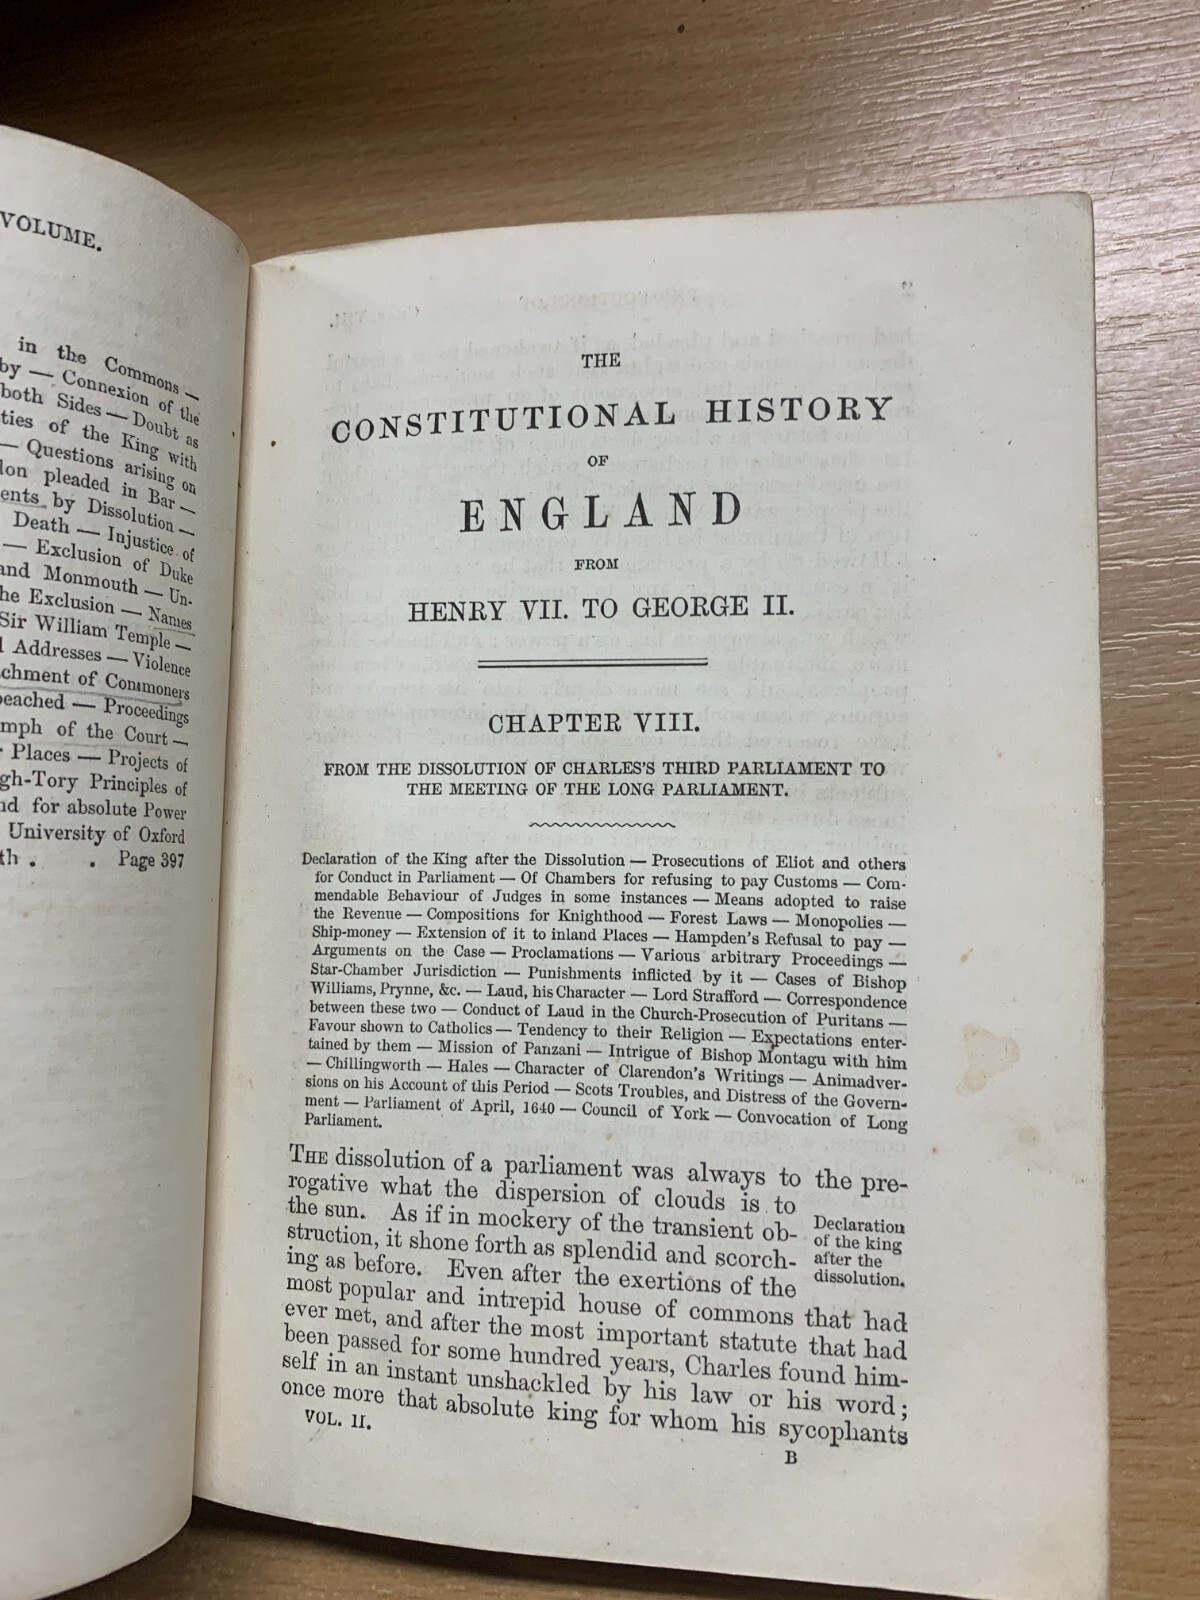 VOLUME.
in the Commons —
by — Connexion of the
both Sides — Doubt as
ties of the King with
— Questions arising on
pleaded in Bar —
ents by Dissolution —
Death — Injustice of
— Exclusion of Duke
and Monmouth — Un-
he Exclusion — Names
Sir William Temple —
Addresses — Violence
chment of Commoners
eached — Proceedings
mph of the Court —
Places — Projects of
gh-Tory Principles of
nd for absolute Power
University of Oxford
th . . Page 397
THE
CONSTITUTIONAL HISTORY
OF
ENGLAND
FROM
HENRY VII. TO GEORGE II.
CHAPTER VIII.
FROM THE DISSOLUTION OF CHARLES'S THIRD PARLIAMENT TO
THE MEETING OF THE LONG PARLIAMENT.
Declaration of the King after the Dissolution — Prosecutions of Eliot and others
for Conduct in Parliament — Of Chambers for refusing to pay Customs — Com-
mendable Behaviour of Judges in some instances — Means adopted to raise
the Revenue — Compositions for Knighthood — Forest Laws — Monopolies —
Ship-money — Extension of it to inland Places — Hampden's Refusal to pay —
Arguments on the Case — Proclamations — Various arbitrary Proceedings —
Star-Chamber Jurisdiction — Punishments inflicted by it — Cases of Bishop
Williams, Prynne, &c. — Laud, his Character — Lord Strafford — Correspondence
between these two — Conduct of Laud in the Church-Prosecution of Puritans —
Favour shown to Catholics — Tendency to their Religion — Expectations enter-
tained by them — Mission of Panzani — Intrigue of Bishop Montagu with him
— Chillingworth — Hales — Character of Clarendon's Writings — Animadver-
sions on his Account of this Period — Scots Troubles, and Distress of the Govern-
ment — Parliament of April, 1640 — Council of York — Convocation of Long
Parliament.
THE dissolution of a parliament was always to the pre-
rogative what the dispersion of clouds is to
the sun. As if in mockery of the transient ob-
struction, it shone forth as splendid and scorch-
ing as before. Even after the exertions of the
Declaration
of the king
after the
dissolution.
most popular and intrepid house of commons that had
ever met, and after the most important statute that had
been passed for some hundred years, Charles found him-
self in an instant unshackled by his law or his word;
once more that absolute king for whom his sycophants
VOL. II.
B